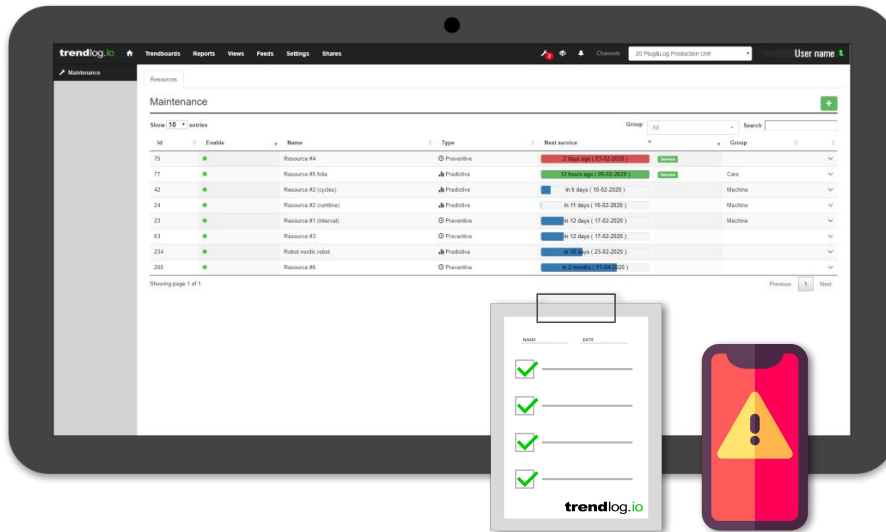 trendlog.io Trendboards Reports Views Feeds Settings Shares 2 Channels 20 Plug&Log Production Unit User name
Maintenance
Resources
Maintenance
+
Show 10 entries Group All Search
Id Enable Name Type Next service Group
75 Resource #4 Preventive 2 days ago ( 03-02-2020 ) Service
77 Resource #5 felix Predictive 12 hours ago ( 05-02-2020 ) Service Cars
42 Resource #2 (cycles) Predictive in 5 days ( 10-02-2020 ) Machine
24 Resource #2 (runtime) Predictive in 11 days ( 16-02-2020 ) Machine
23 Resource #1 (Interval) Preventive in 12 days ( 17-02-2020 ) Machine
63 Resource #3 Preventive in 12 days ( 17-02-2020 )
234 Robot nordic robot Predictive in 18 days ( 23-02-2020 )
Resource #6 Preventive in 2 months ( 01-04-2020 )
Showing page 1 of 1 Previous 1 Next
NAME DATE
trendlog.io